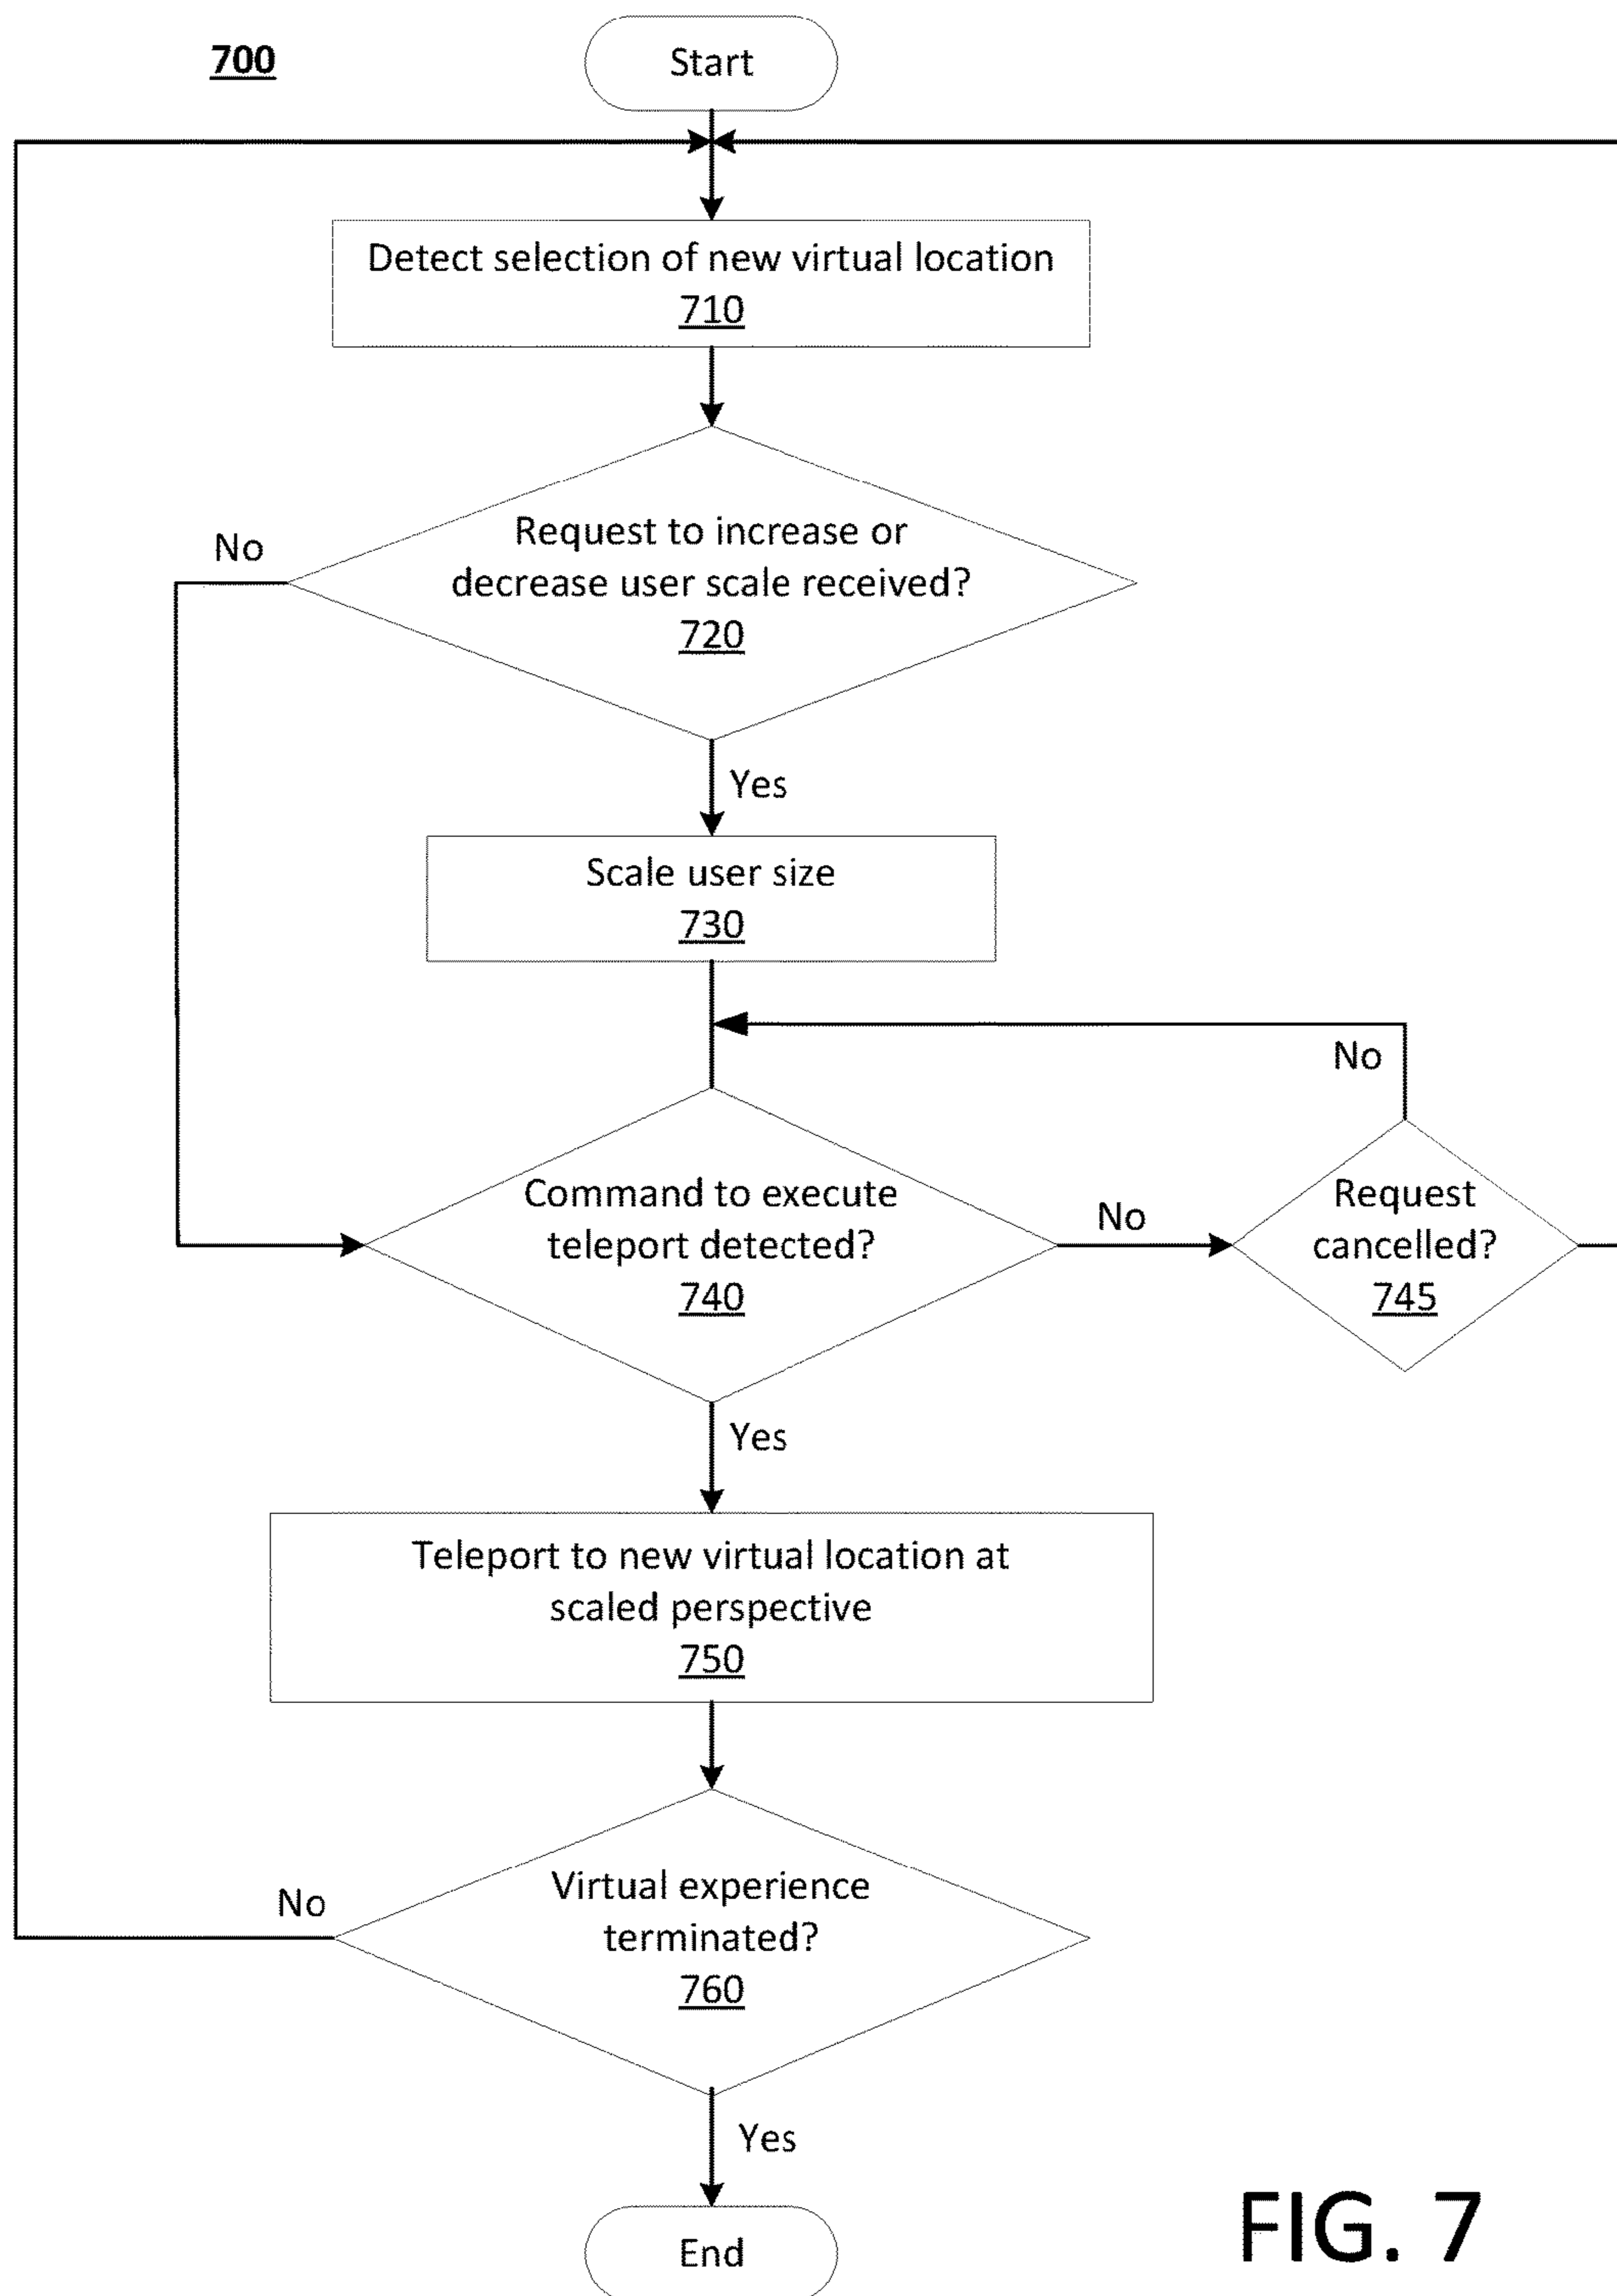 700
Start
Detect selection of new virtual location
710
No
Request to increase or
decrease user scale received?
720
Yes
Scale user size
730
No
Command to execute
teleport detected?
740
No
Request
cancelled?
745
Yes
Teleport to new virtual location at
scaled perspective
750
No
Virtual experience
terminated?
760
Yes
End
FIG. 7